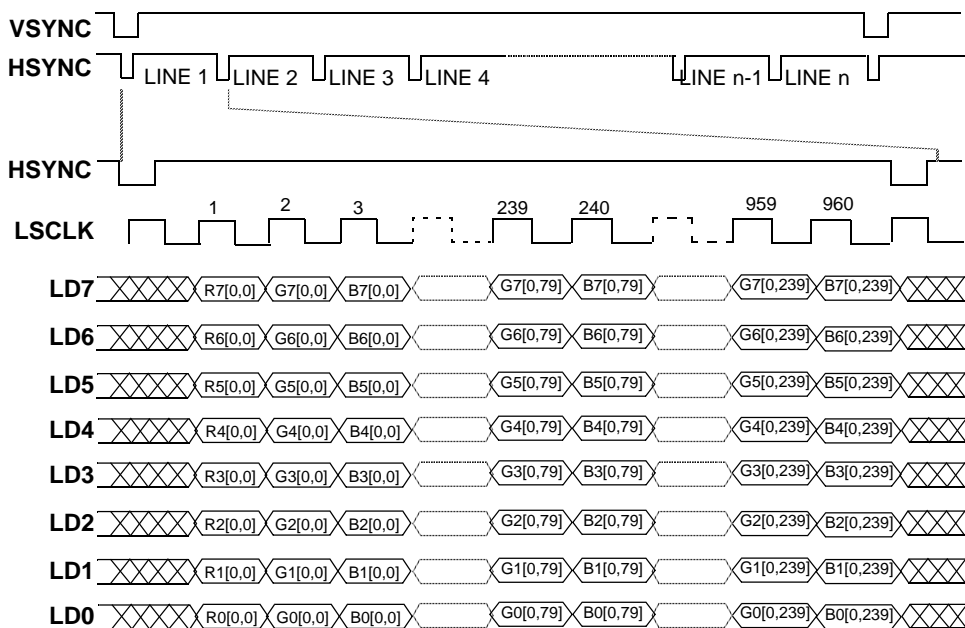 VSYNC
HSYNC LINE 1 LINE 2 LINE 3 LINE 4 LINE n-1 LINE n
HSYNC
1 2 3 239 240 959 960
LSCLK
LD7 R7[0,0] G7[0,0] B7[0,0] G7[0,79] B7[0,79] G7[0,239] B7[0,239]
LD6 R6[0,0] G6[0,0] B6[0,0] G6[0,79] B6[0,79] G6[0,239] B6[0,239]
LD5 R5[0,0] G5[0,0] B5[0,0] G5[0,79] B5[0,79] G5[0,239] B5[0,239]
LD4 R4[0,0] G4[0,0] B4[0,0] G4[0,79] B4[0,79] G4[0,239] B4[0,239]
LD3 R3[0,0] G3[0,0] B3[0,0] G3[0,79] B3[0,79] G3[0,239] B3[0,239]
LD2 R2[0,0] G2[0,0] B2[0,0] G2[0,79] B2[0,79] G2[0,239] B2[0,239]
LD1 R1[0,0] G1[0,0] B1[0,0] G1[0,79] B1[0,79] G1[0,239] B1[0,239]
LD0 R0[0,0] G0[0,0] B0[0,0] G0[0,79] B0[0,79] G0[0,239] B0[0,239]